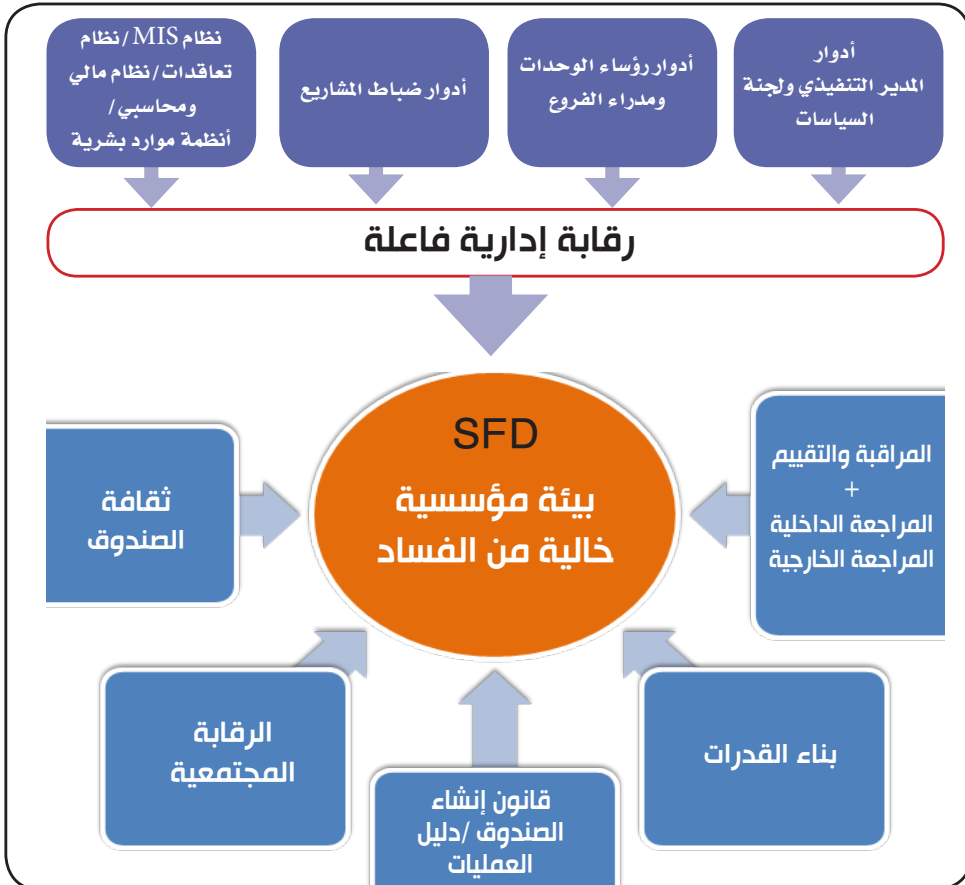 أدوار
المدير التنفيذي ولجنة
السياسات
أدوار رؤساء الوحدات
ومدراء الفروع
أدوار ضباط المشاريع
نظام MIS / نظام
تعاقدات / نظام مالي
ومحاسبي /
أنظمة موارد بشرية
رقابة إدارية فاعلة
SFD
بيئة مؤسسية
خالية من الفساد
المراقبة والتقييم
+
المراجعة الداخلية
المراجعة الخارجية
ثقافة
الصندوق
بناء القدرات
الرقابة
المجتمعية
قانون إنشاء
الصندوق /دليل
العمليات